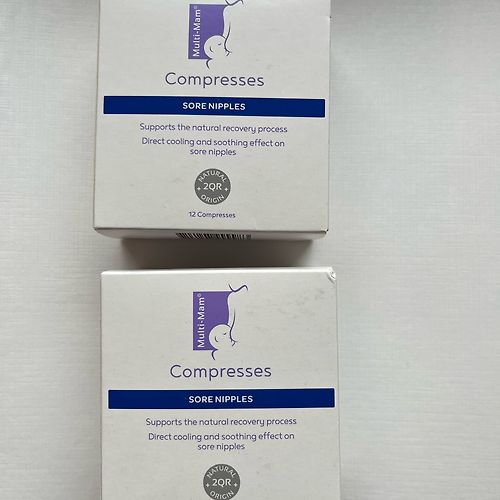 Multi-Mam®
Compresses
SORE NIPPLES
Supports the natural recovery process
Direct cooling and soothing effect on
sore nipples
NATURAL
2QR
ORIGIN
12 Compresses
Multi-Mam®
Compresses
SORE NIPPLES
Supports the natural recovery process
Direct cooling and soothing effect on
sore nipples
NATURAL
2QR
ORIGIN